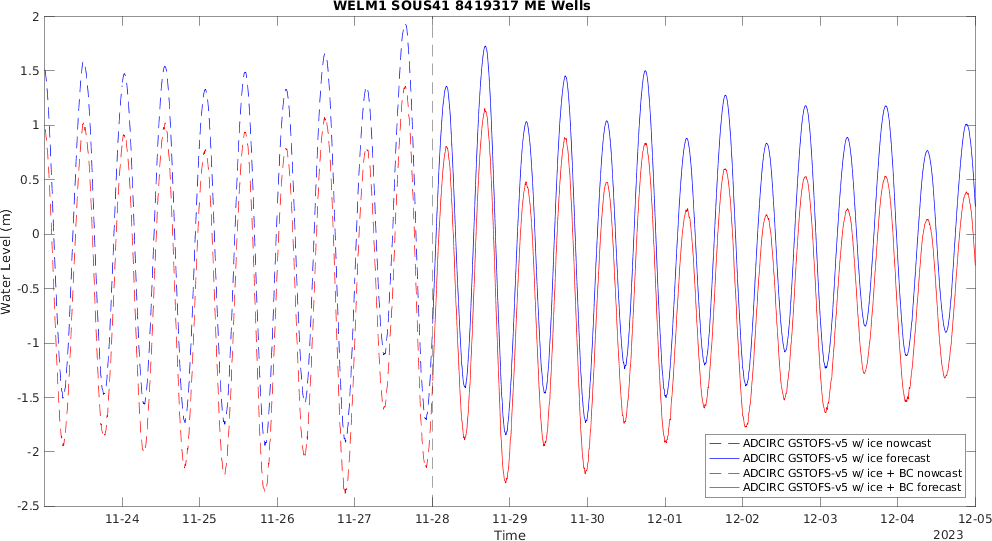 WELM1 SOUS41 8419317 ME Wells
2
1.5
1
0.5
0
-0.5
-1
-1.5
-2
-2.5
Water Level (m)
11-24 11-25 11-26 11-27 11-28 11-29 11-30 12-01 12-02 12-03 12-04 12-05
Time
2023
ADCIRC GSTOFS-v5 w/ ice nowcast
ADCIRC GSTOFS-v5 w/ ice forecast
ADCIRC GSTOFS-v5 w/ ice + BC nowcast
ADCIRC GSTOFS-v5 w/ ice + BC forecast